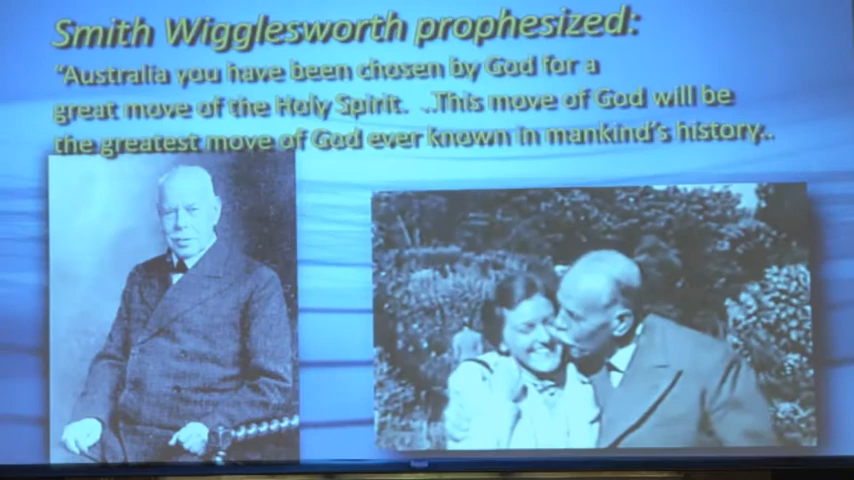 Smith Wigglesworth prophesized:
"Australia you have been chosen by God for a
great move of the Holy Spirit.  ..This move of God will be
the greatest move of God ever known in mankind's history..